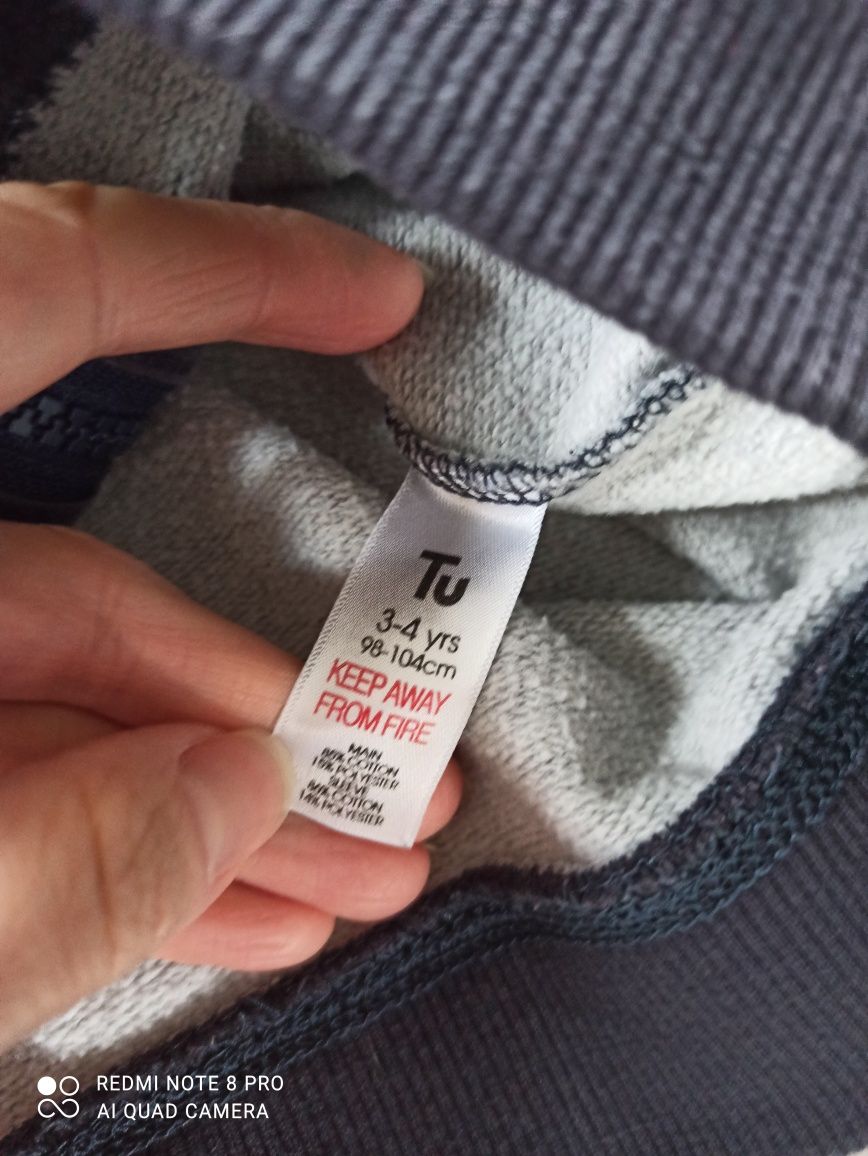 Tu
3-4 yrs
98-104cm
KEEP AWAY
FROM FIRE
MAIN
COTTON
POLYESTER
SLEEVE
COTTON
POLYESTER
REDMI NOTE 8 PRO
AI QUAD CAMERA